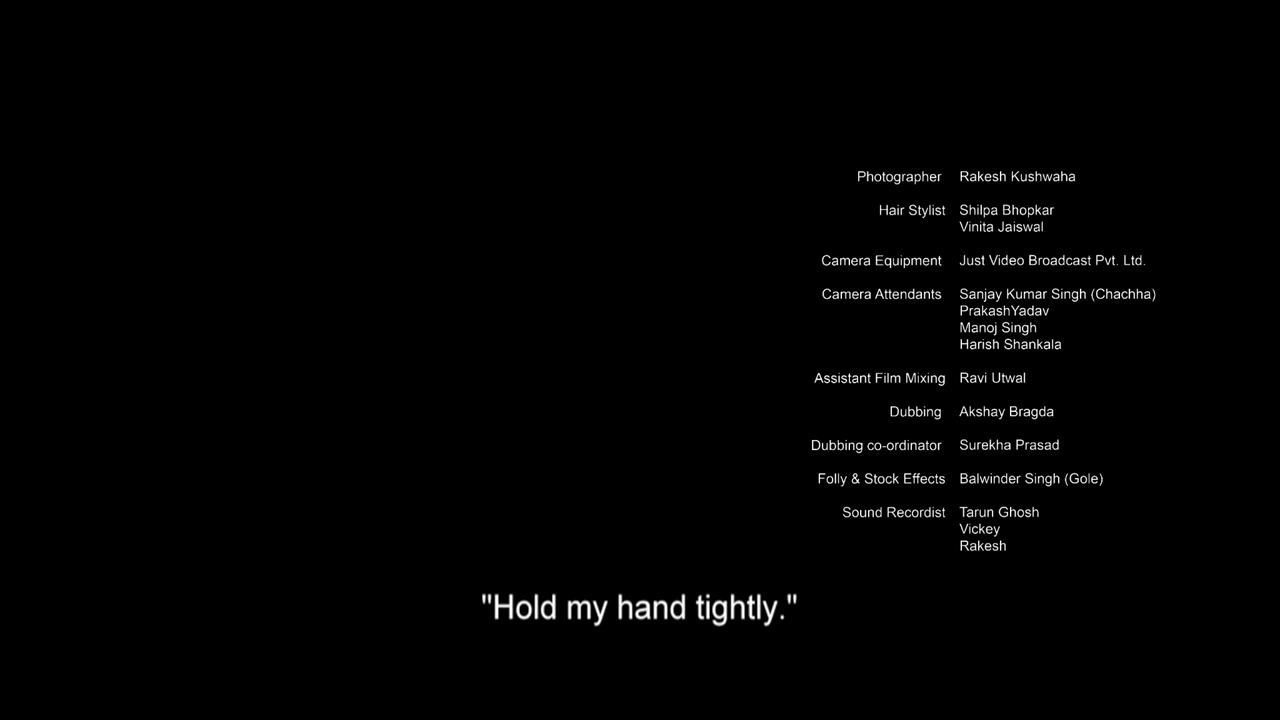 Photographer Rakesh Kushwaha
Hair Stylist Shilpa Bhopkar
Vinita Jaiswal
Camera Equipment Just Video Broadcast Pvt. Ltd.
Camera Attendants Sanjay Kumar Singh (Chachha)
PrakashYadav
Manoj Singh
Harish Shankala
Assistant Film Mixing Ravi Utwal
Dubbing Akshay Bragda
Dubbing co-ordinator Surekha Prasad
Folly & Stock Effects Balwinder Singh (Gole)
Sound Recordist Tarun Ghosh
Vickey
Rakesh
"Hold my hand tightly."